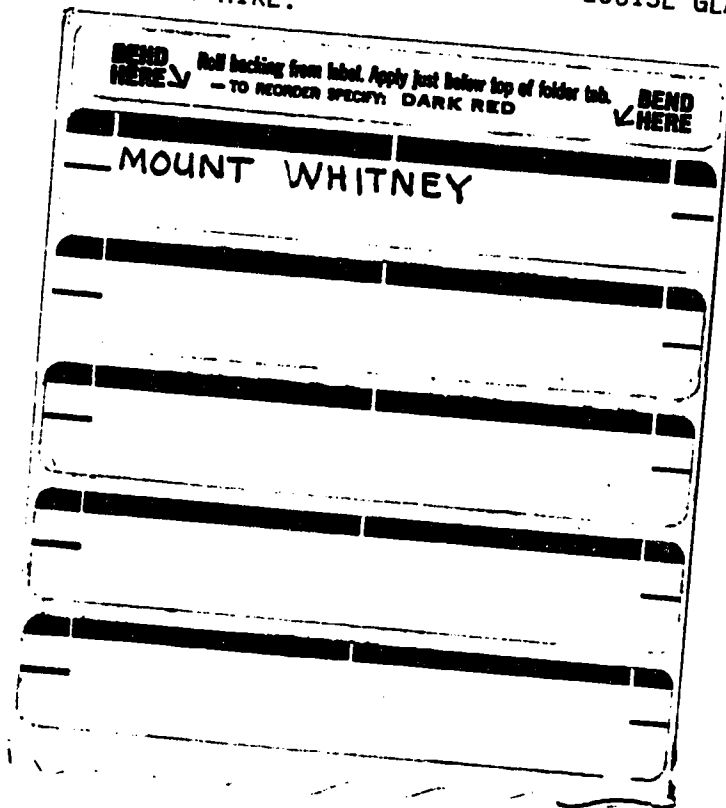 HIKE.
BEND HERE Roll backing from label. Apply just below top of folder tab. BEND HERE
— TO REORDER SPECIFY: DARK RED
MOUNT WHITNEY